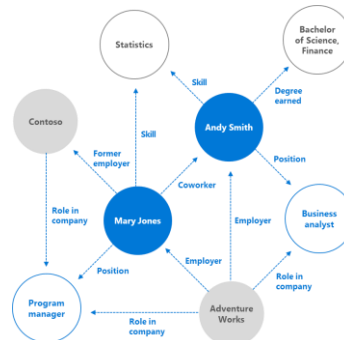 Bachelor
of Science,
Finance
Statistics
Skill
Degree
earned
Contoso
Andy Smith
Former
employer
Skill
Position
Coworker
Role in
company
Mary Jones
Employer
Business
analyst
Position
Employer
Role in
company
Program
manager
Adventure
Works
Role in
company